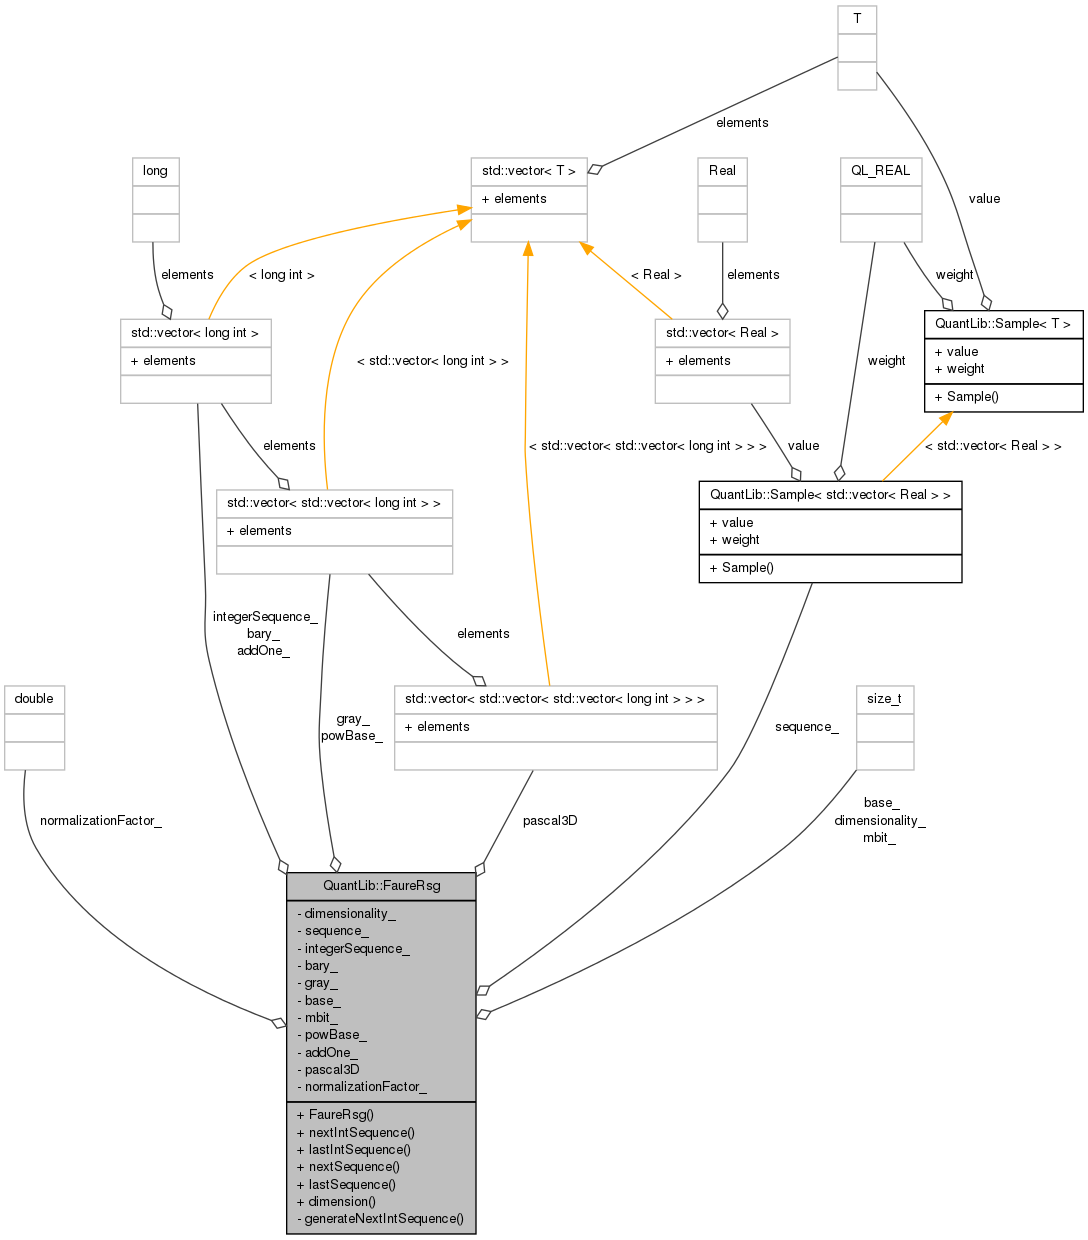 T
elements
long
std::vector< T >
+ elements
Real
QL_REAL
value
elements
< long int >
< Real >
elements
weight
std::vector< long int >
+ elements
< std::vector< long int > >
std::vector< Real >
+ elements
weight
QuantLib::Sample< T >
+ value
+ weight
+ Sample()
elements
< std::vector< std::vector< long int > > >
value
< std::vector< Real > >
std::vector< std::vector< long int > >
+ elements
QuantLib::Sample< std::vector< Real > >
+ value
+ weight
+ Sample()
integerSequence_
bary_
addOne_
elements
double
gray_
powBase_
std::vector< std::vector< std::vector< long int > > >
+ elements
sequence_
size_t
normalizationFactor_
pascal3D
base_
dimensionality_
mbit_
QuantLib::FaureRsg
- dimensionality_
- sequence_
- integerSequence_
- bary_
- gray_
- base_
- mbit_
- powBase_
- addOne_
- pascal3D
- normalizationFactor_
+ FaureRsg()
+ nextIntSequence()
+ lastIntSequence()
+ nextSequence()
+ lastSequence()
+ dimension()
- generateNextIntSequence()